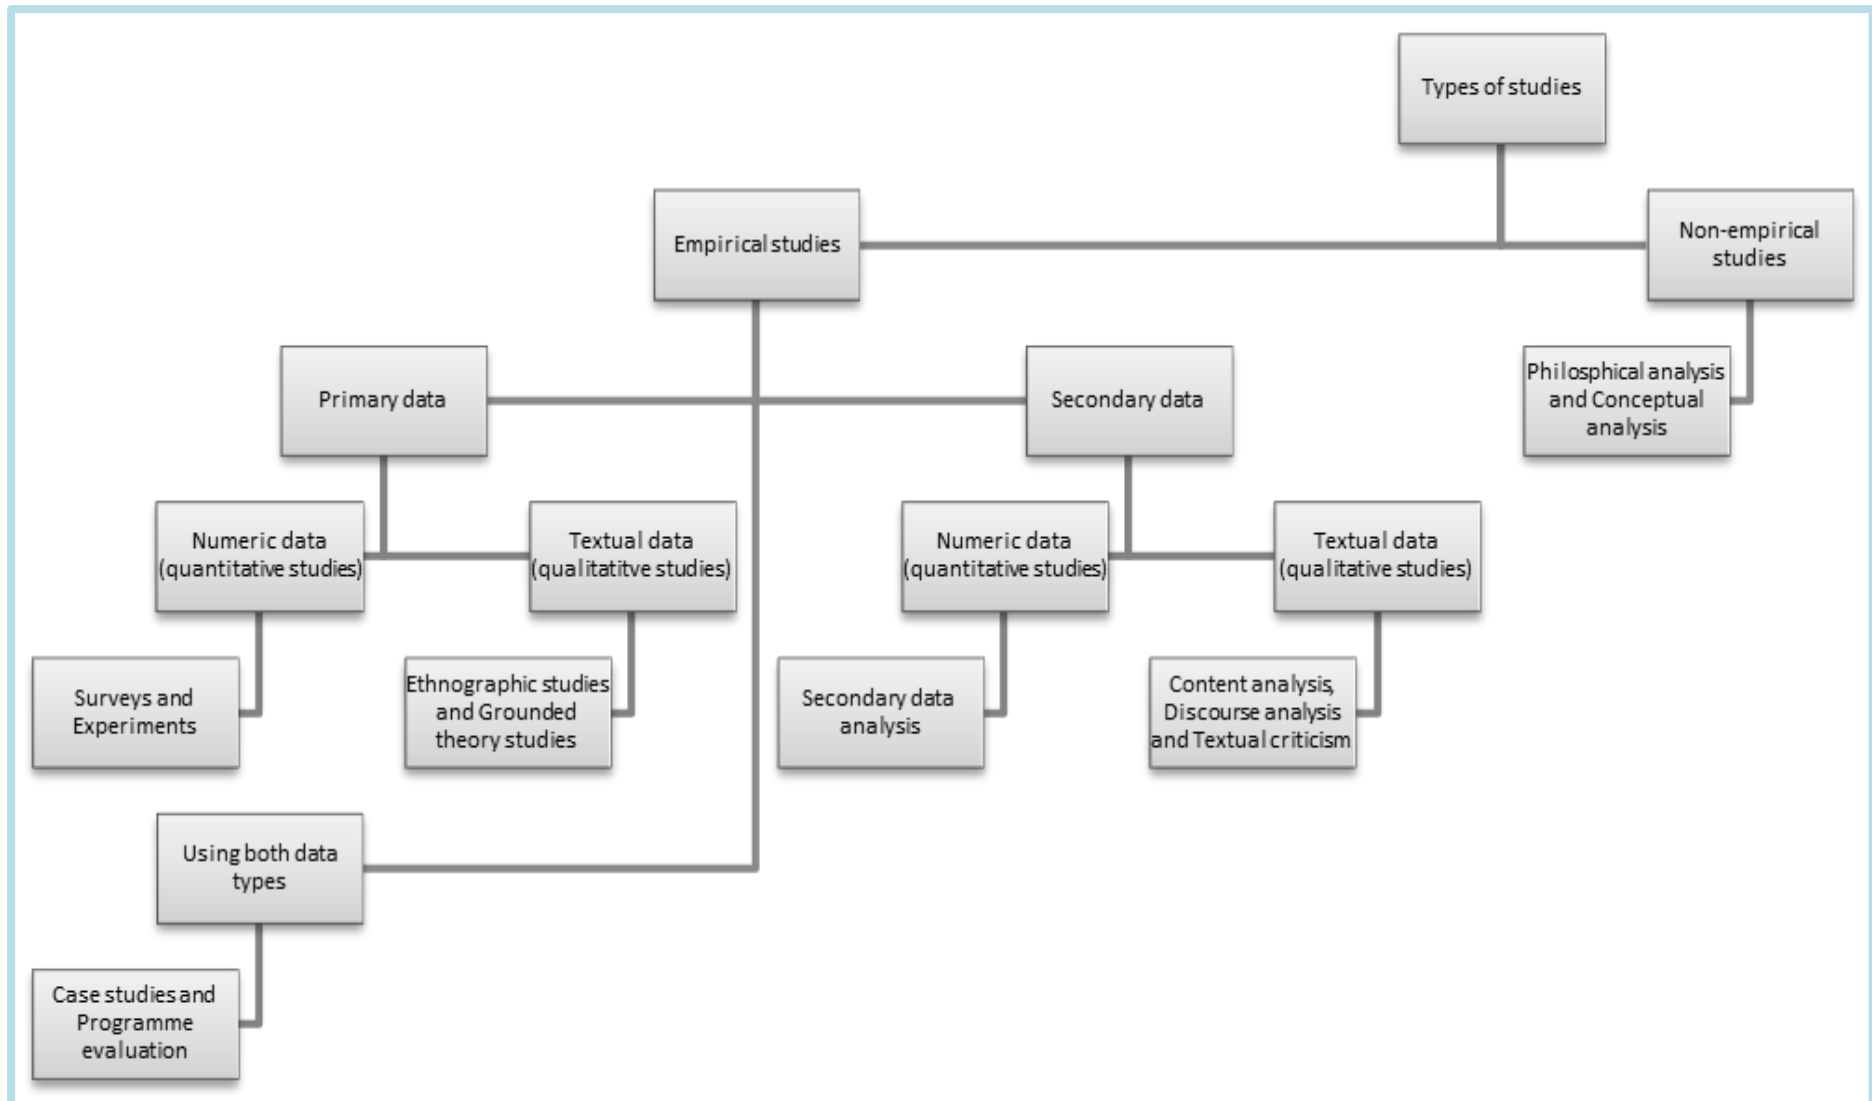 Types of studies
Empirical studies
Non-empirical
studies
Primary data
Secondary data
Philosphical analysis
and Conceptual
analysis
Numeric data
(quantitative studies)
Textual data
(qualitatitve studies)
Numeric data
(quantitative studies)
Textual data
(qualitative studies)
Surveys and
Experiments
Ethnographic studies
and Grounded
theory studies
Secondary data
analysis
Content analysis,
Discourse analysis
and Textual criticism
Using both data
types
Case studies and
Programme
evaluation